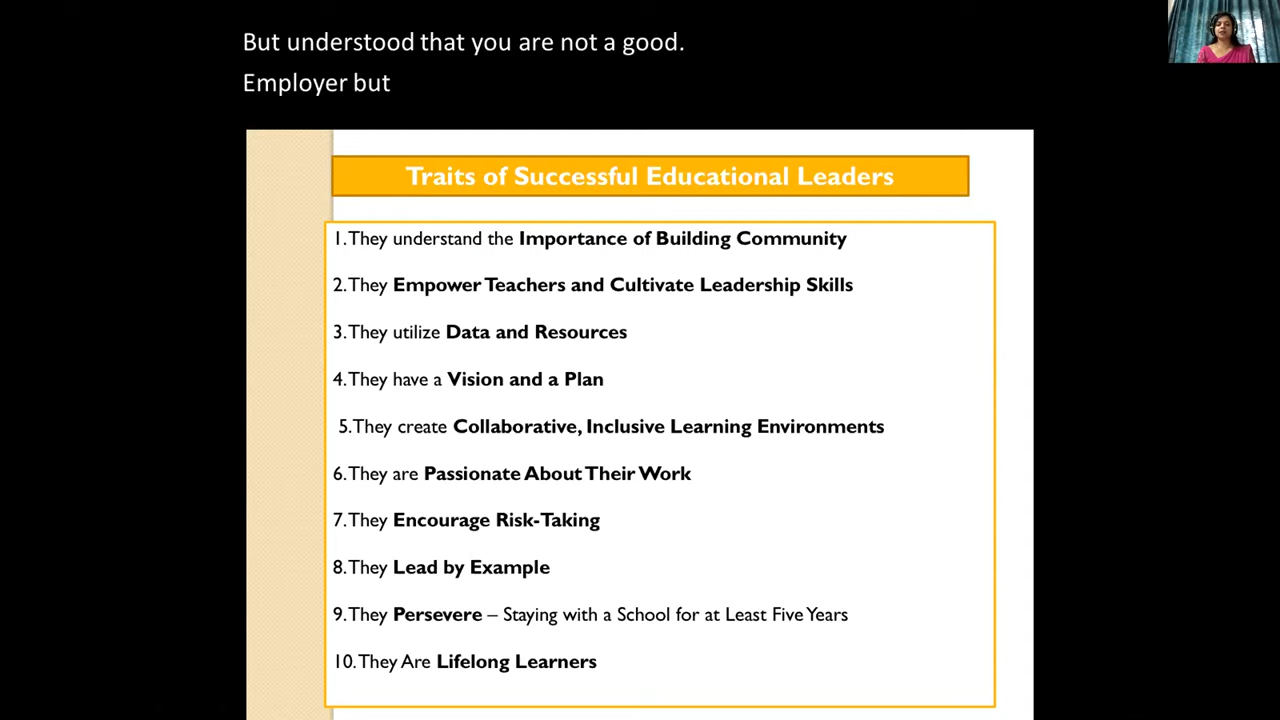 But understood that you are not a good.
Employer but
Traits of Successful Educational Leaders
1. They understand the Importance of Building Community
2. They Empower Teachers and Cultivate Leadership Skills
3. They utilize Data and Resources
4. They have a Vision and a Plan
5. They create Collaborative, Inclusive Learning Environments
6. They are Passionate About Their Work
7. They Encourage Risk-Taking
8. They Lead by Example
9. They Persevere – Staying with a School for at Least Five Years
10. They Are Lifelong Learners